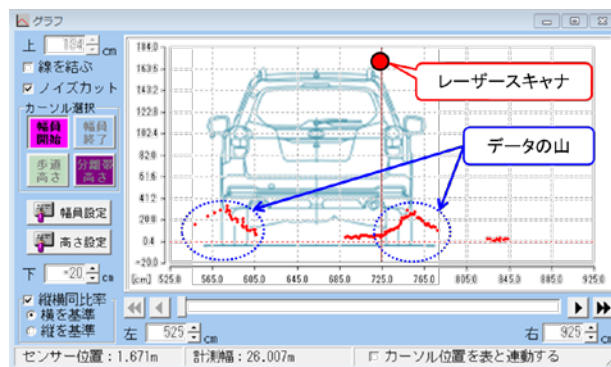 グラフ
上 184 cm
線を結ぶ
ノイズカット
カーソル選択
幅員開始
幅員終了
歩道高さ
分離帯高さ
幅員設定
高さ設定
下 -20 cm
縦横同比率
横を基準
縦を基準
184.0
163.6
143.2
122.8
102.4
82.0
61.6
41.2
20.8
0.4
-20.0
[cm] 525.0 565.0 605.0 645.0 685.0 725.0 765.0 805.0 845.0 885.0 925.0
レーザースキャナ
データの山
左 525 cm
右 925 cm
センサー位置：1.671m
計測幅：26.007m
カーソル位置を表と連動する